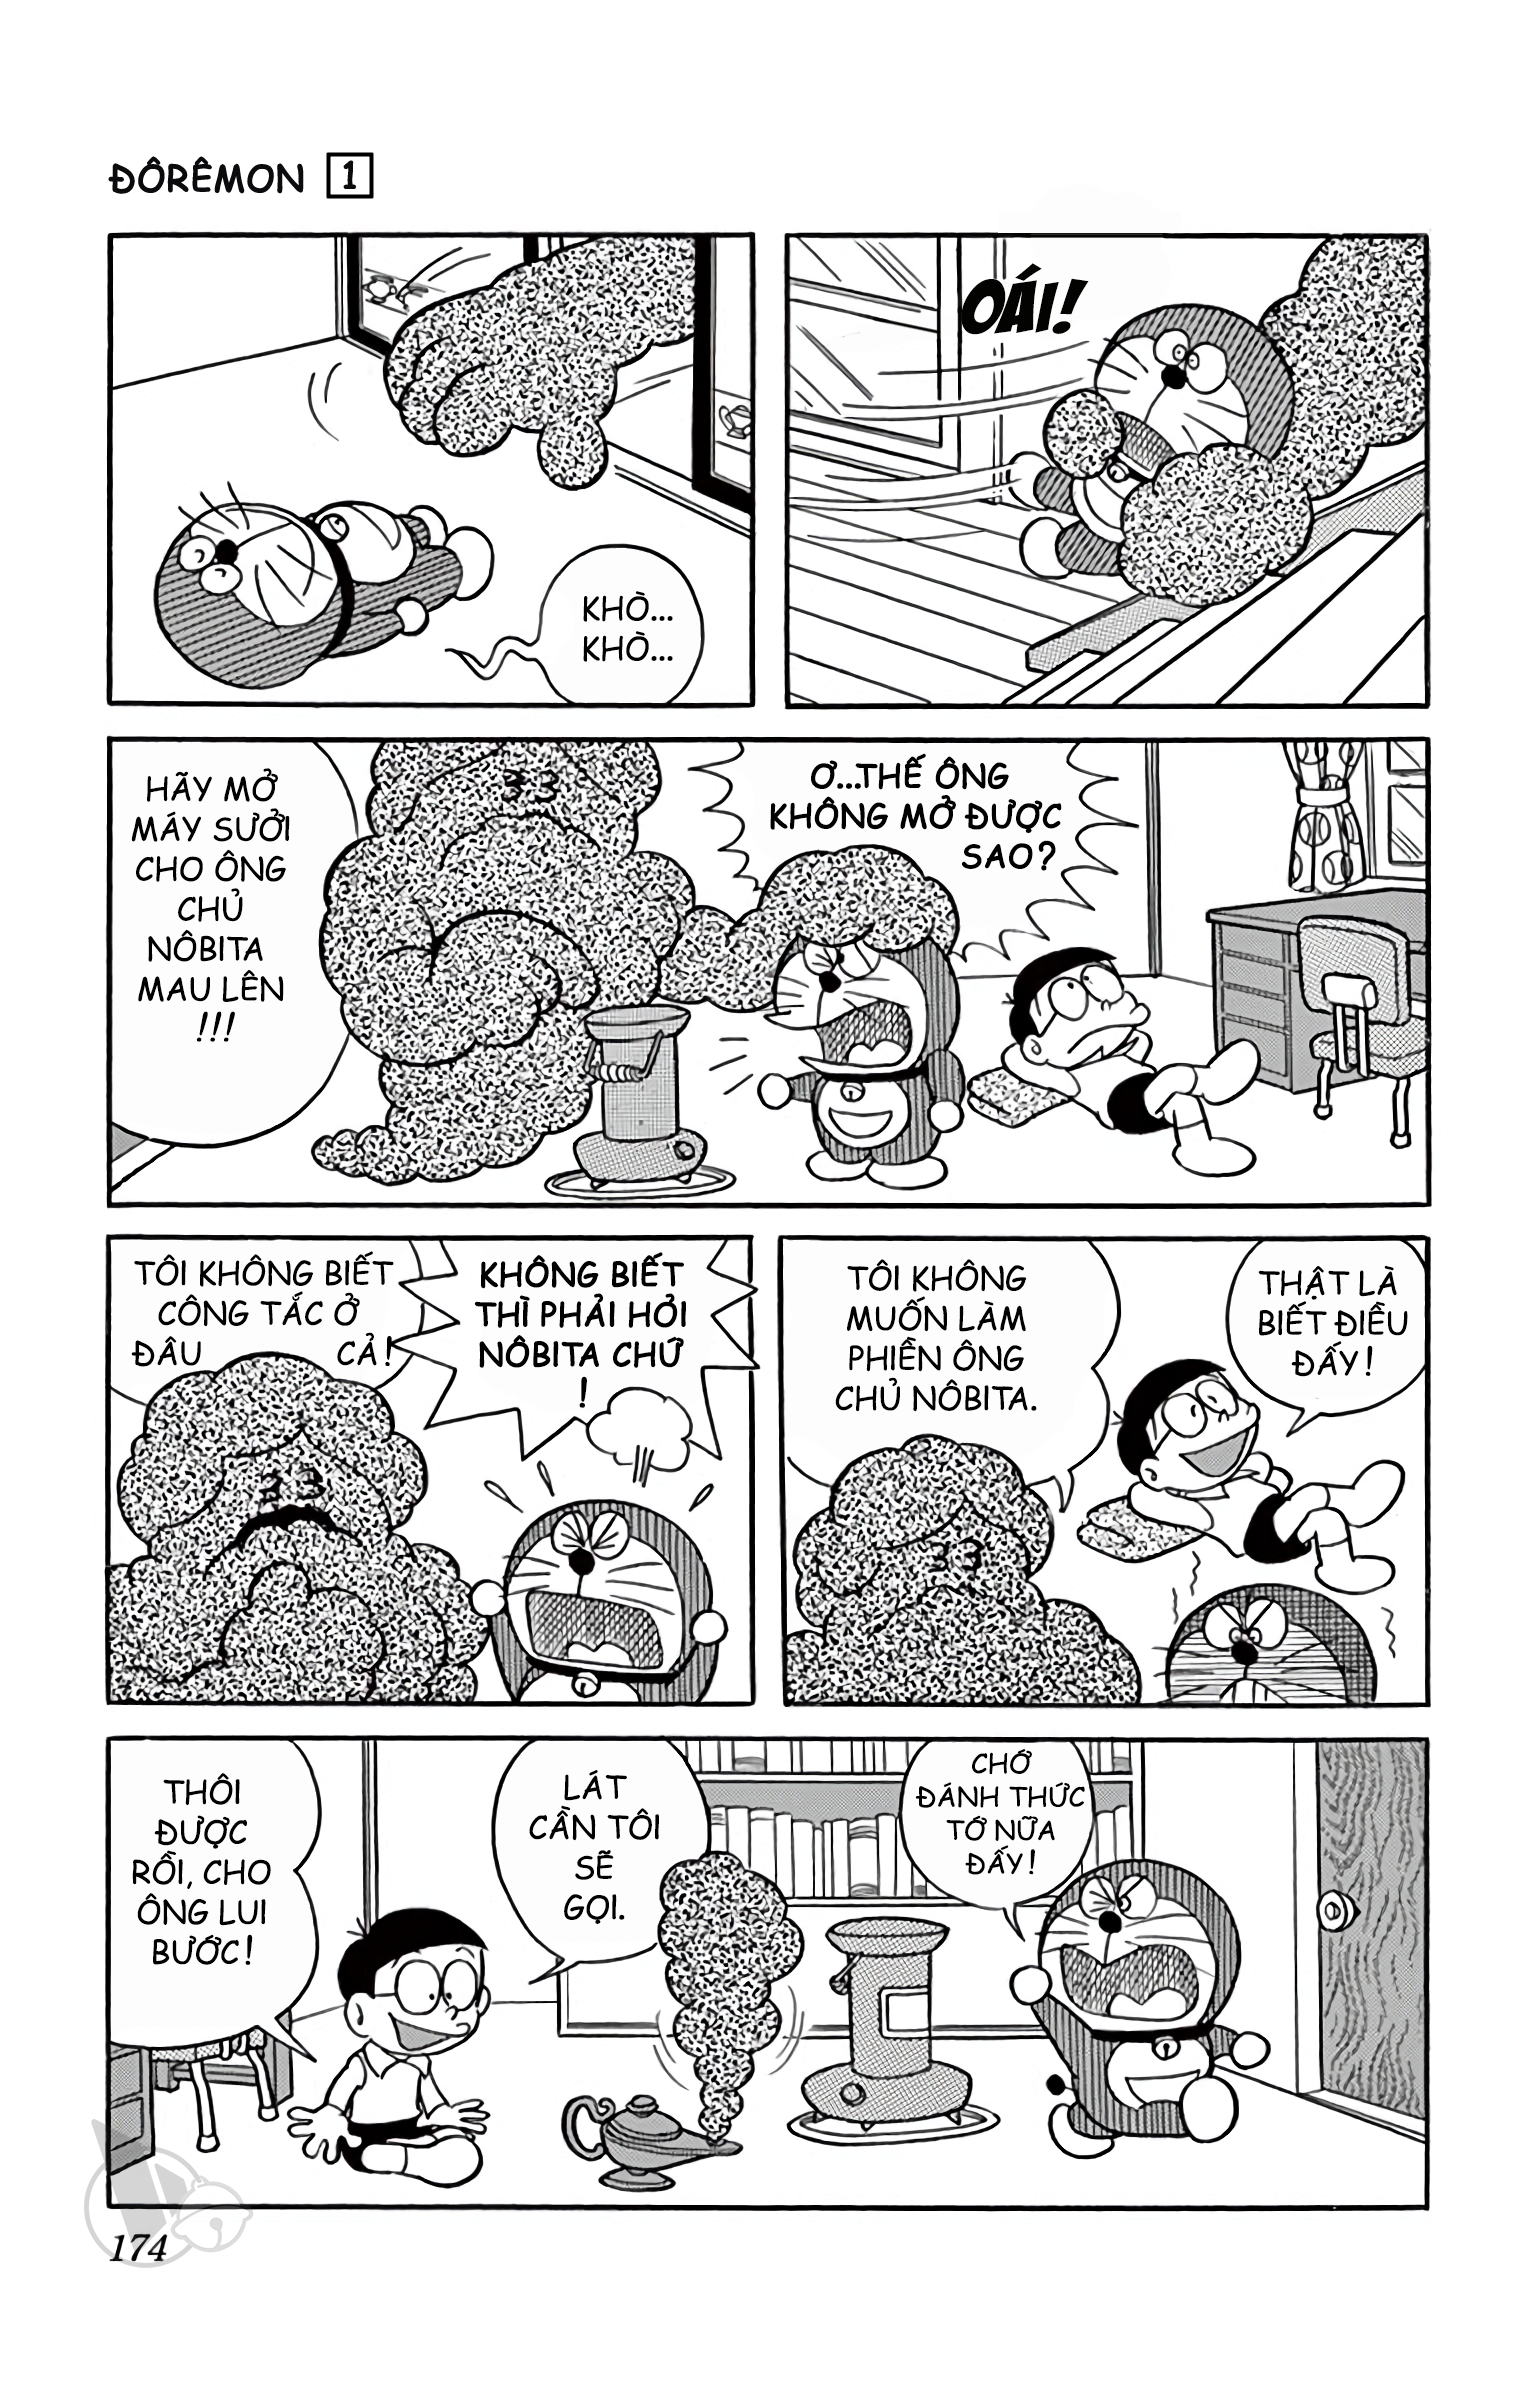 ĐÔRÊMON 1
KHÒ...
KHÒ...
OÁI!
HÃY MỞ
MÁY SƯỞI
CHO ÔNG
CHỦ
NÔBITA
MAU LÊN
!!!
Ơ...THẾ ÔNG
KHÔNG MỞ ĐƯỢC
SAO?
TÔI KHÔNG BIẾT
CÔNG TẮC Ở
ĐÂU CẢ!
KHÔNG BIẾT
THÌ PHẢI HỎI
NÔBITA CHỨ
!
TÔI KHÔNG
MUỐN LÀM
PHIỀN ÔNG
CHỦ NÔBITA.
THẬT LÀ
BIẾT ĐIỀU
ĐẤY!
THÔI
ĐƯỢC
RỒI, CHO
ÔNG LUI
BƯỚC!
LÁT
CẦN TÔI
SẼ
GỌI.
CHỚ
ĐÁNH THỨC
TỚ NỮA
ĐẤY!
174